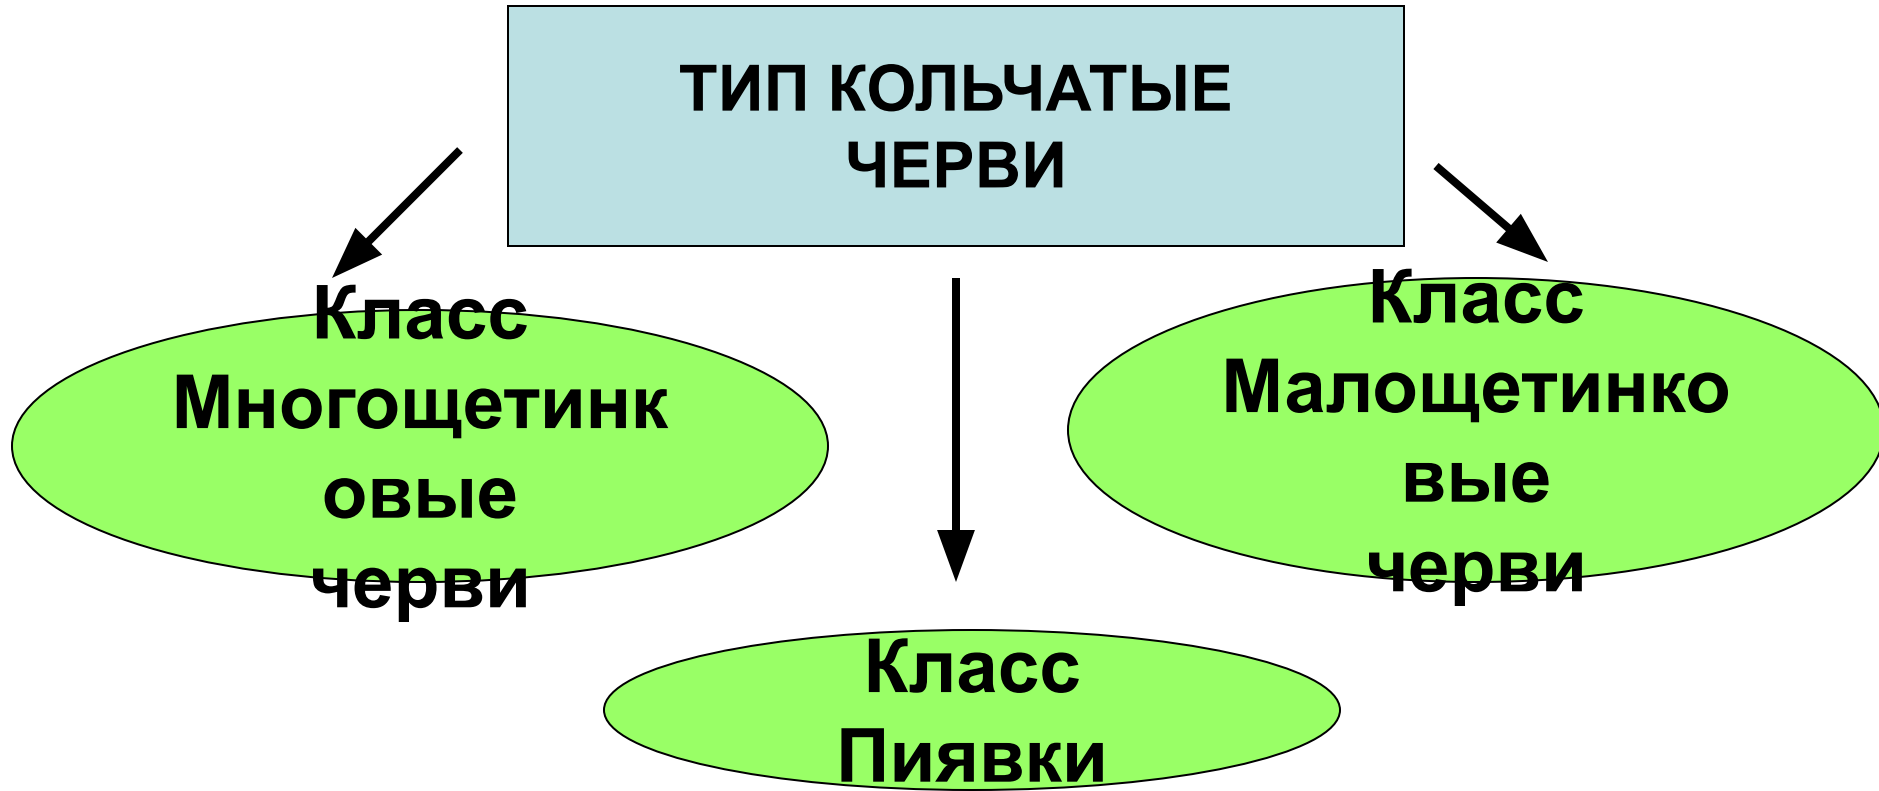 ТИП КОЛЬЧАТЫЕ
ЧЕРВИ
Класс
Многощетинк
овые
черви
Класс
Малощетинко
вые
черви
Класс
Пиявки